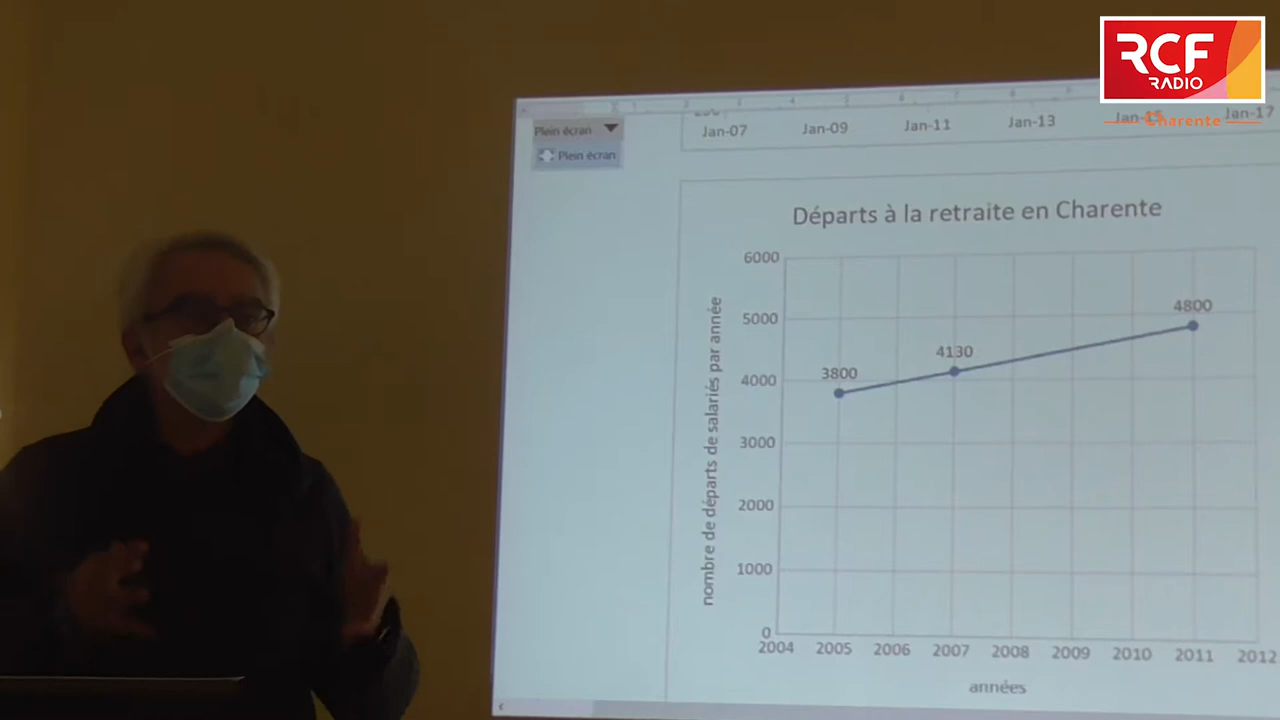 RCF
RADIO
Charente
Plein écran
Plein écran
Jan-07 Jan-09 Jan-11 Jan-13 Jan-15 Jan-17
Départs à la retraite en Charente
nombre de départs de salariés par année
6000
5000
4000
3000
2000
1000
0
3800
4130
4800
2004 2005 2006 2007 2008 2009 2010 2011 2012
années